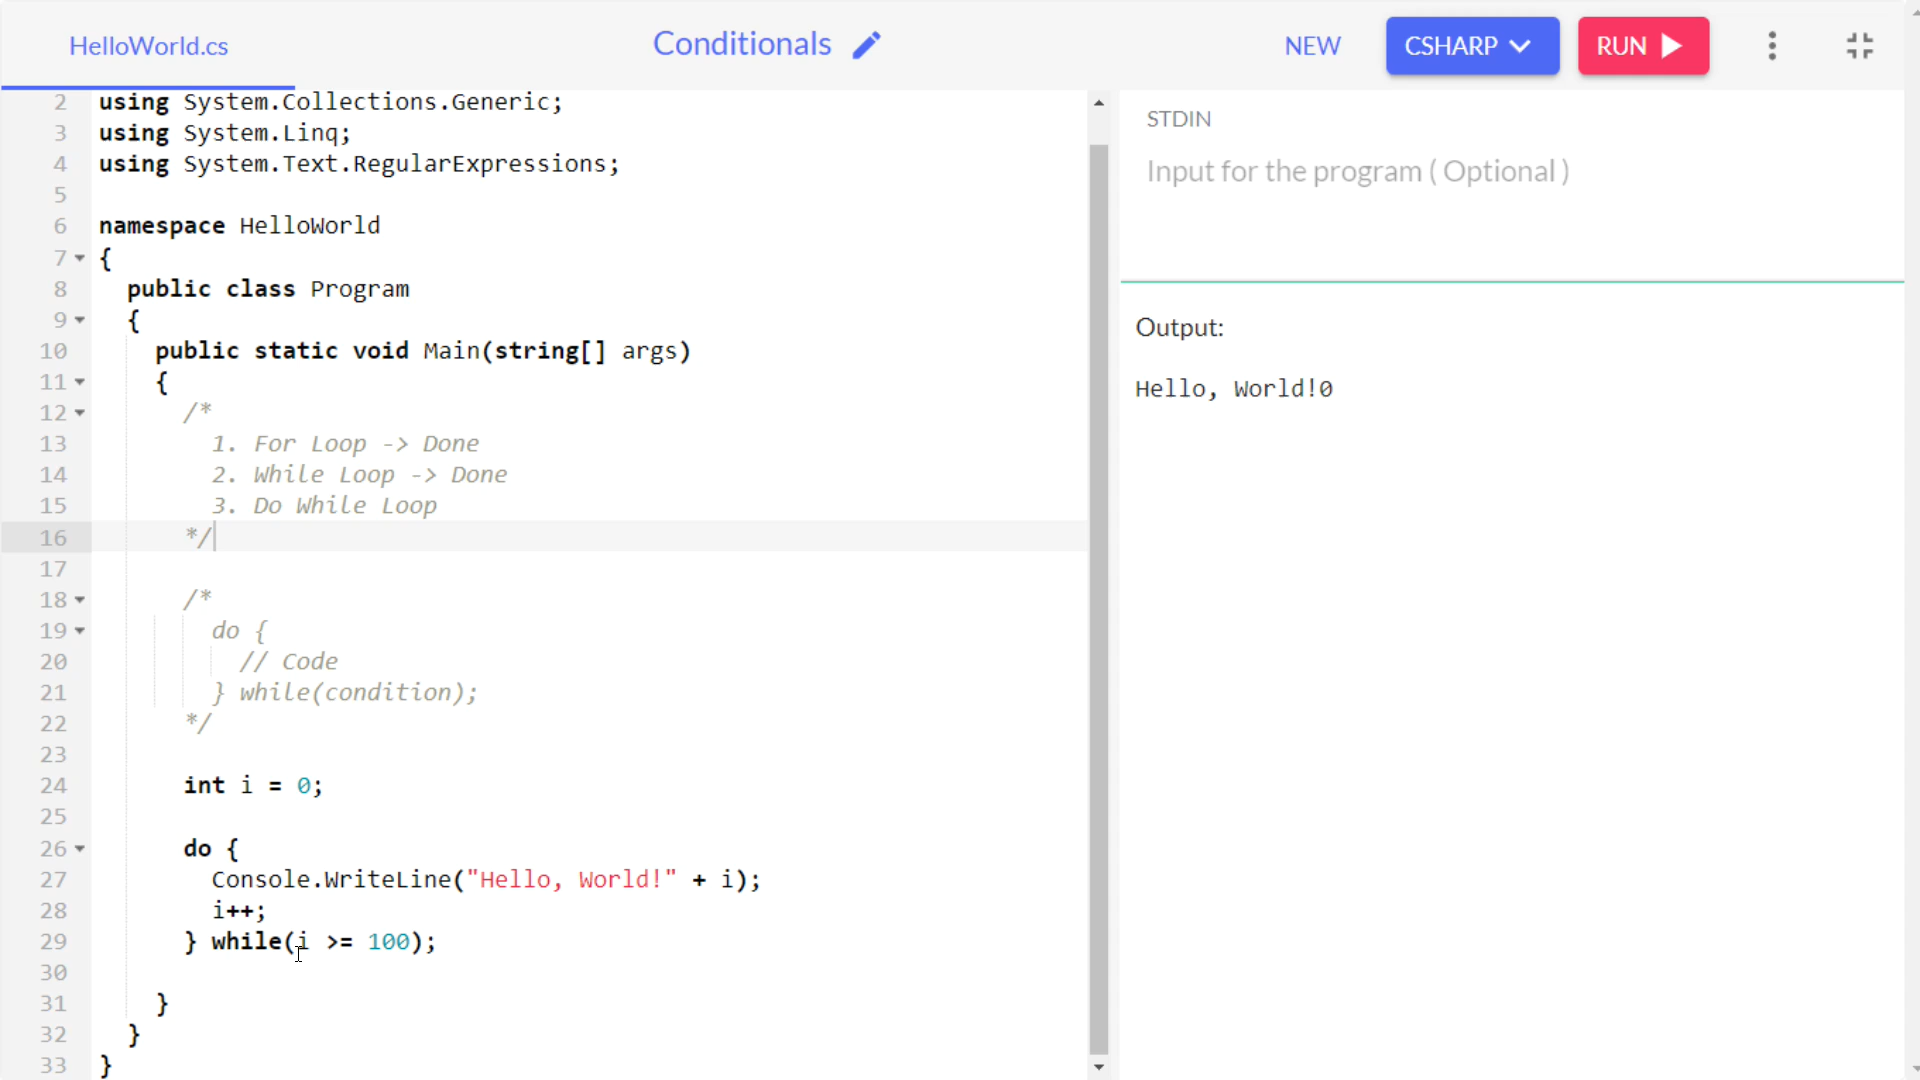 HelloWorld.cs
Conditionals
NEW
CSHARP
RUN
2 using System.Collections.Generic;
3 using System.Linq;
4 using System.Text.RegularExpressions;
5
6 namespace HelloWorld
7 {
8 public class Program
9 {
10 public static void Main(string[] args)
11 {
12 /*
13 1. For Loop -> Done
14 2. While Loop -> Done
15 3. Do While Loop
16 */
17
18 /*
19 do {
20 // Code
21 } while(condition);
22 */
23
24 int i = 0;
25
26 do {
27 Console.WriteLine("Hello, World!" + i);
28 i++;
29 } while(i >= 100);
30
31 }
32 }
33 }
STDIN
Input for the program ( Optional )
Output:
Hello, World!0